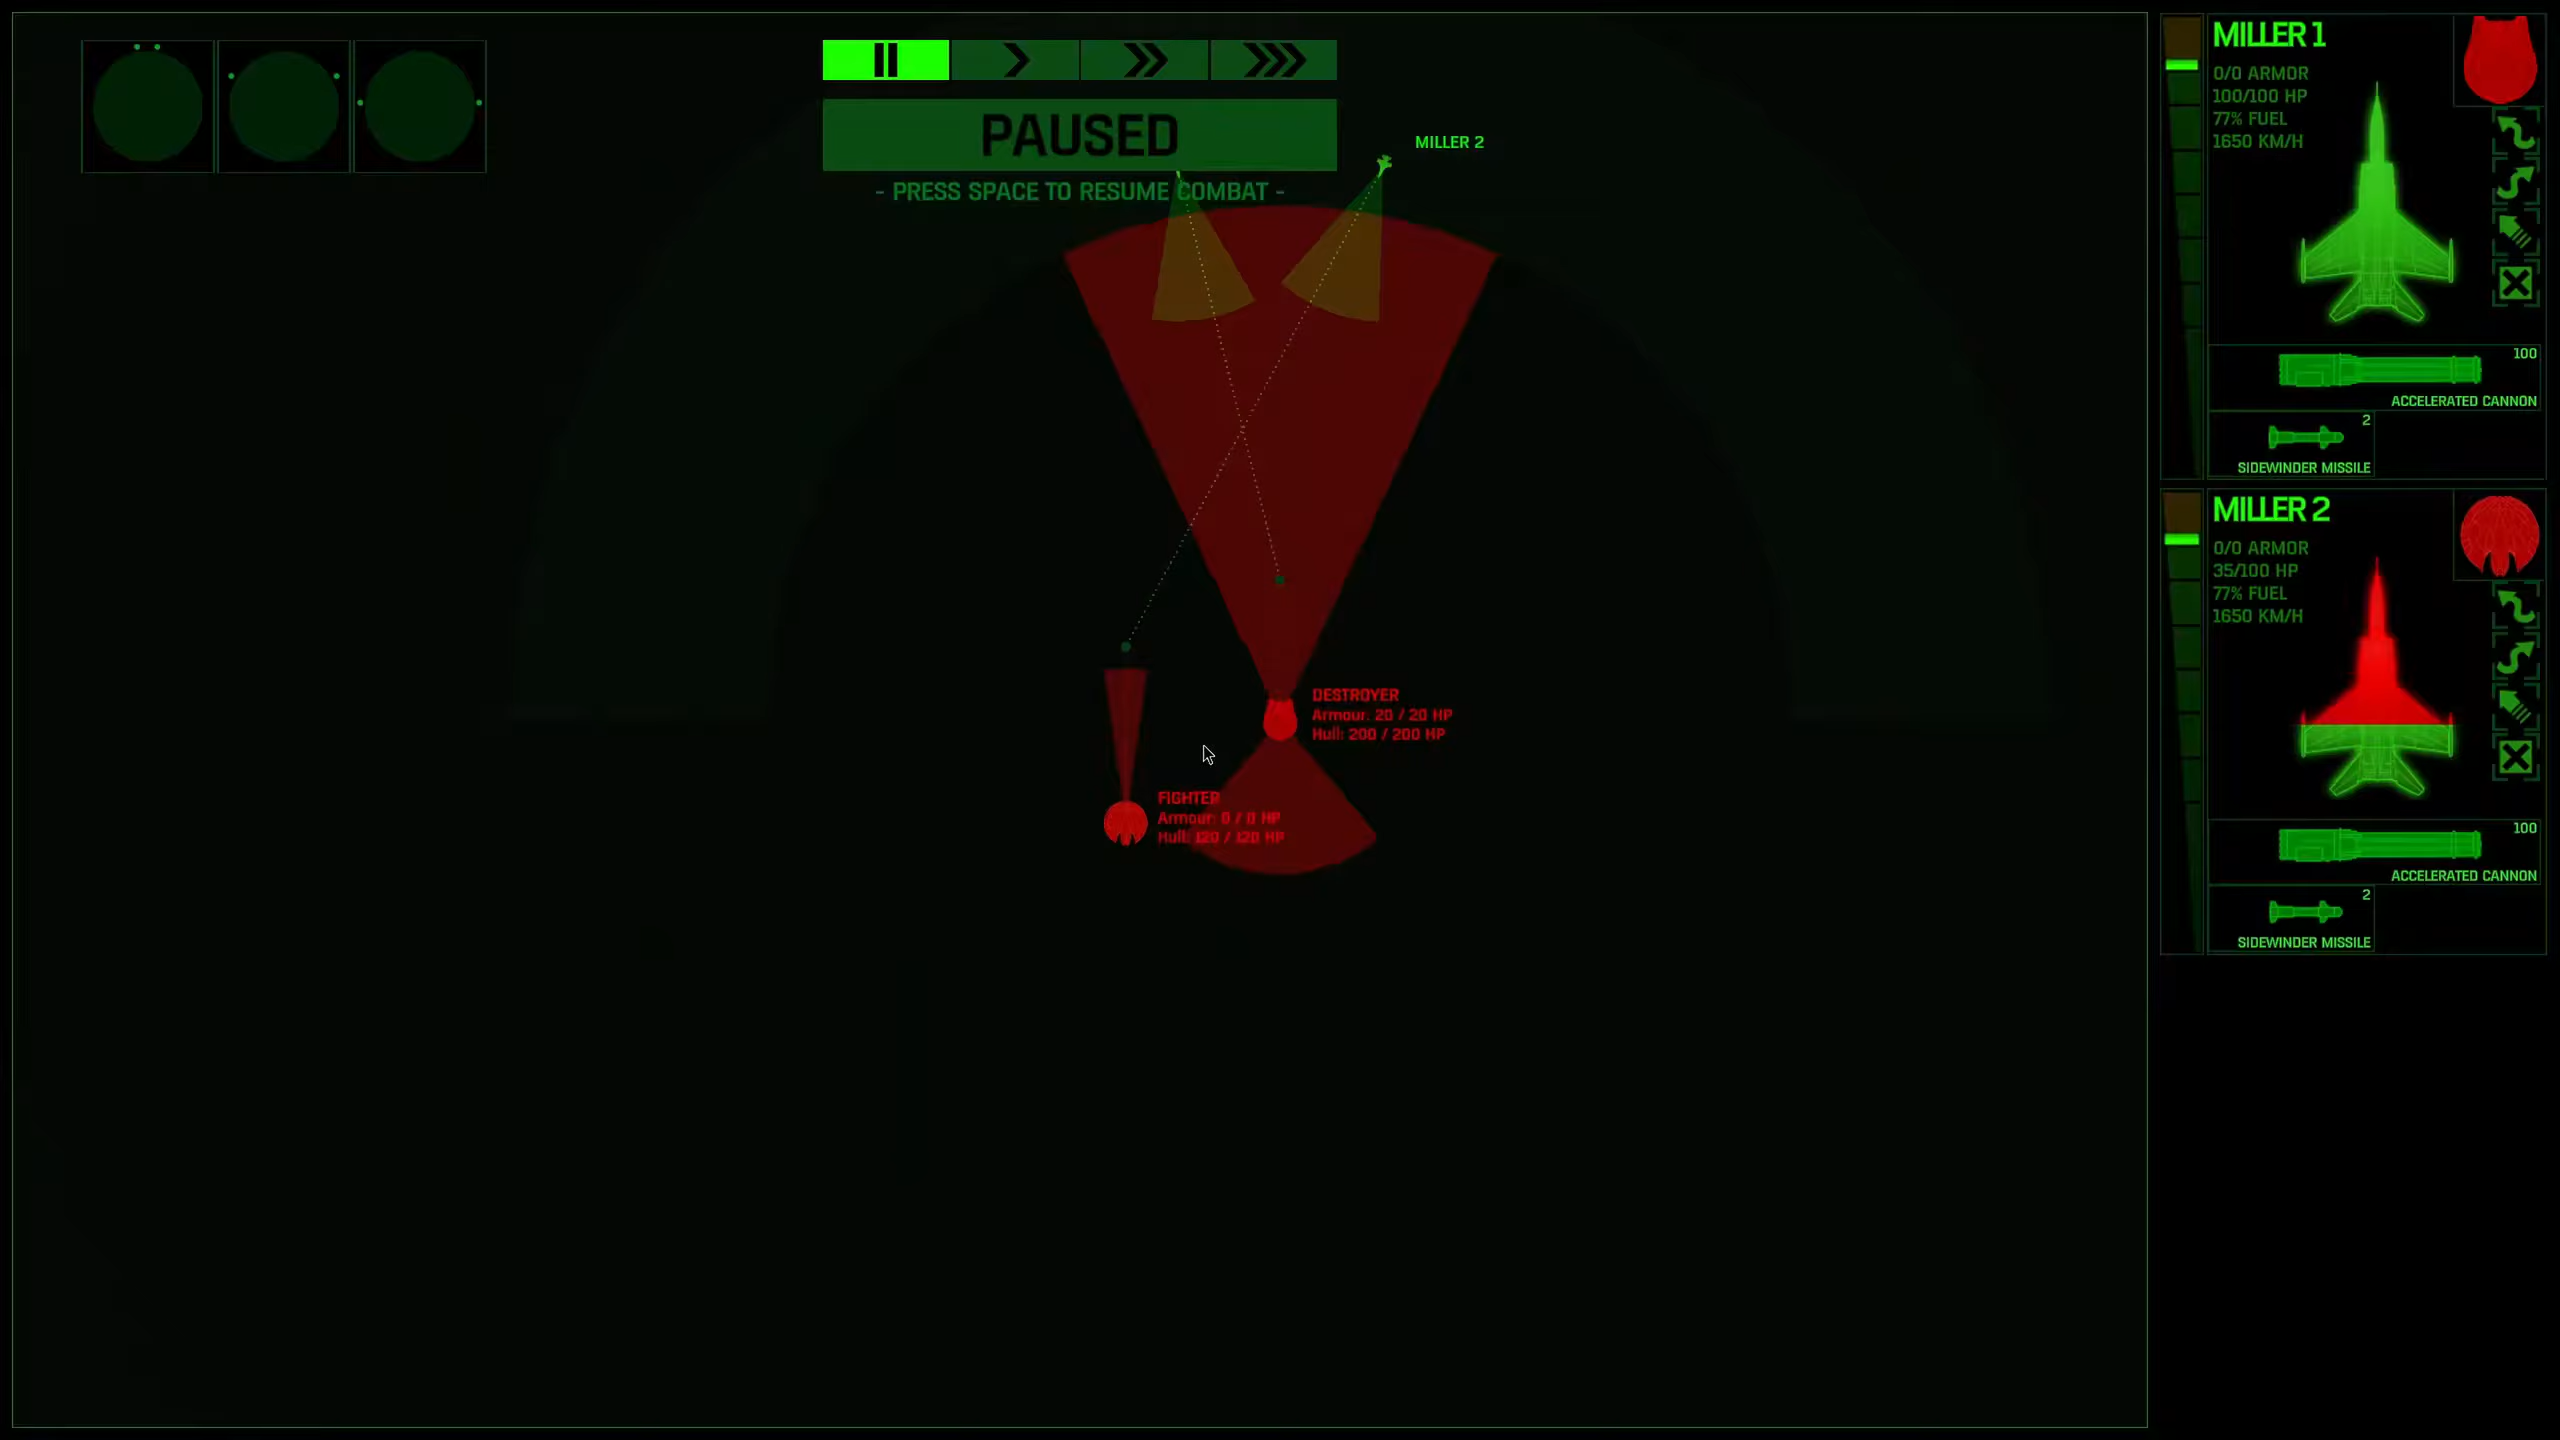 PAUSED
- PRESS SPACE TO RESUME COMBAT -
MILLER 2
DESTROYER
Armour: 20 / 20 HP
Hull: 200 / 200 HP
FIGHTER
Armour: 0 / 0 HP
Hull: 120 / 120 HP
MILLER 1
0/0 ARMOR
100/100 HP
77% FUEL
1650 KM/H
100
ACCELERATED CANNON
2
SIDEWINDER MISSILE
MILLER 2
0/0 ARMOR
35/100 HP
77% FUEL
1650 KM/H
100
ACCELERATED CANNON
2
SIDEWINDER MISSILE